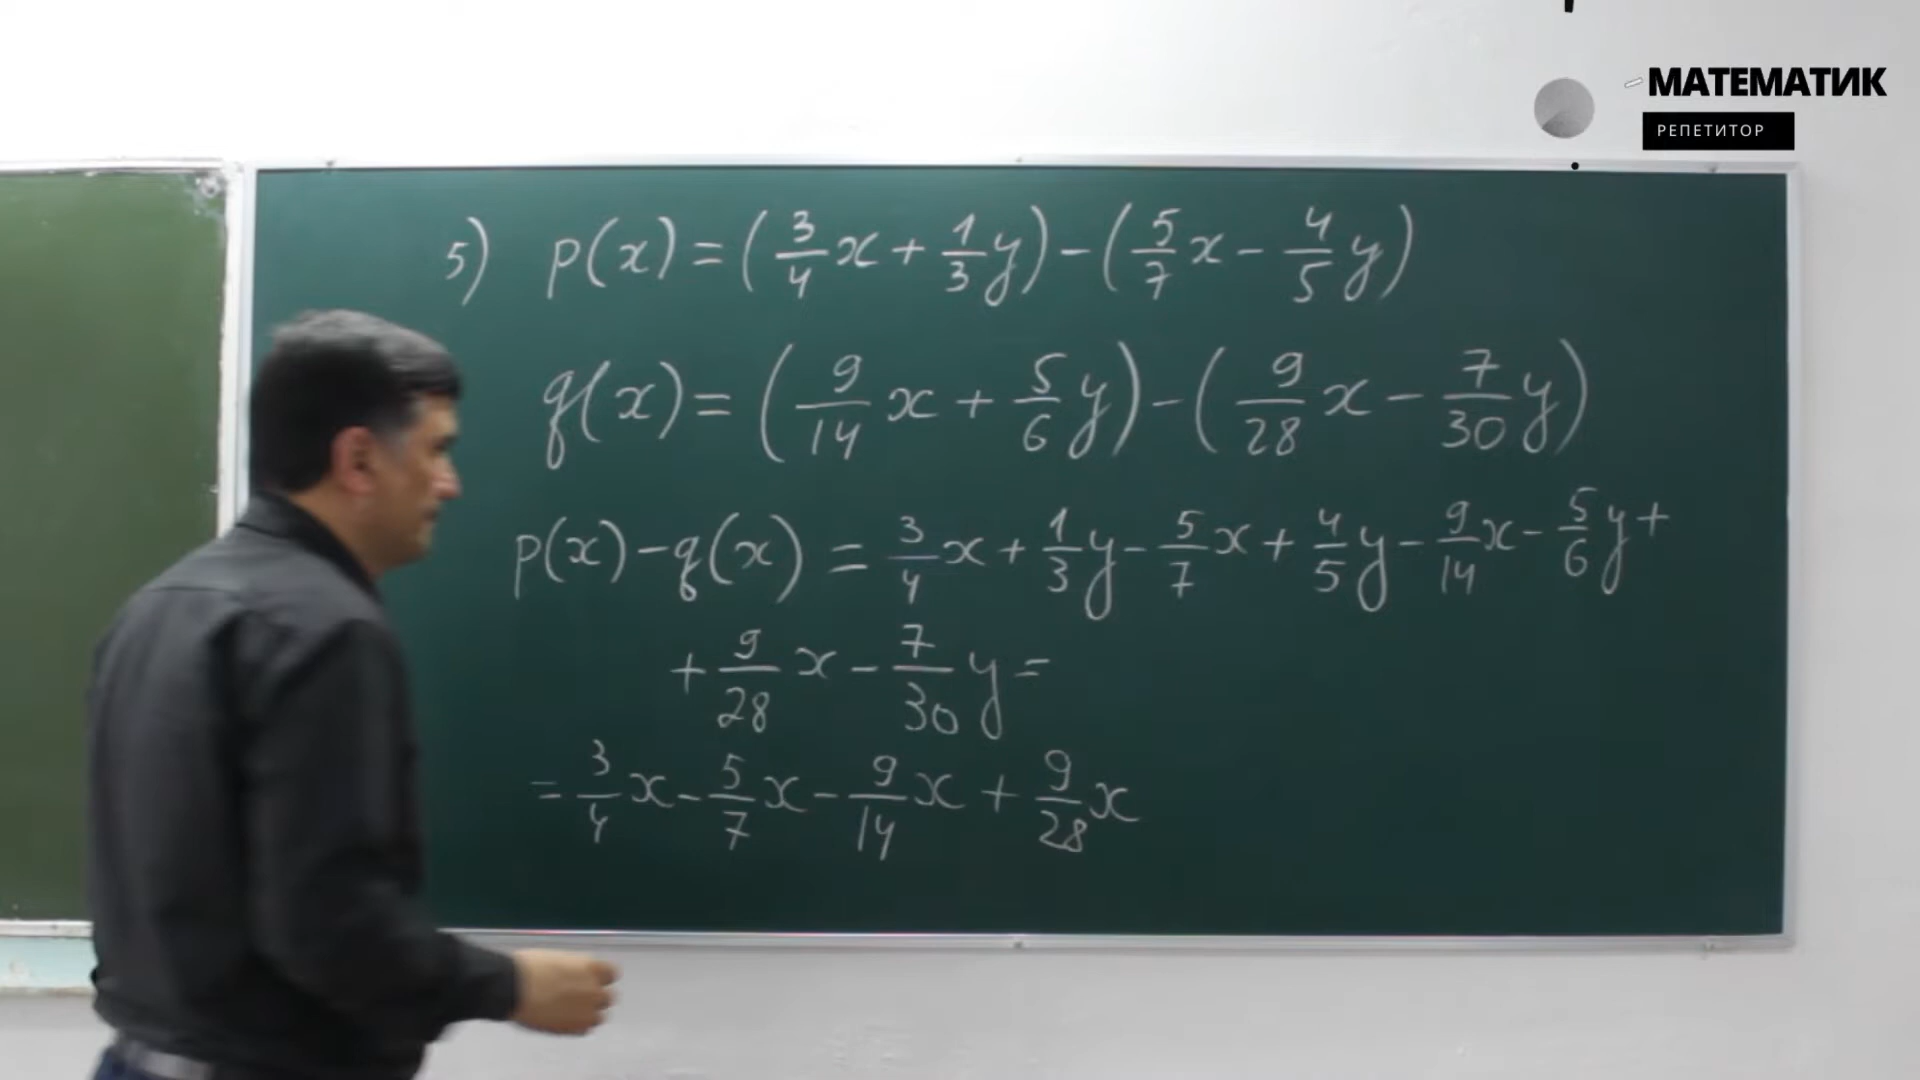 МАТЕМАТИК
РЕПЕТИТОР
5) p(x) = (3/4 x + 1/3 y) - (5/7 x - 4/5 y)
q(x) = (9/14 x + 5/6 y) - (9/28 x - 7/30 y)
p(x) - q(x) = 3/4 x + 1/3 y - 5/7 x + 4/5 y - 9/14 x - 5/6 y +
+ 9/28 x - 7/30 y =
= 3/4 x - 5/7 x - 9/14 x + 9/28 x